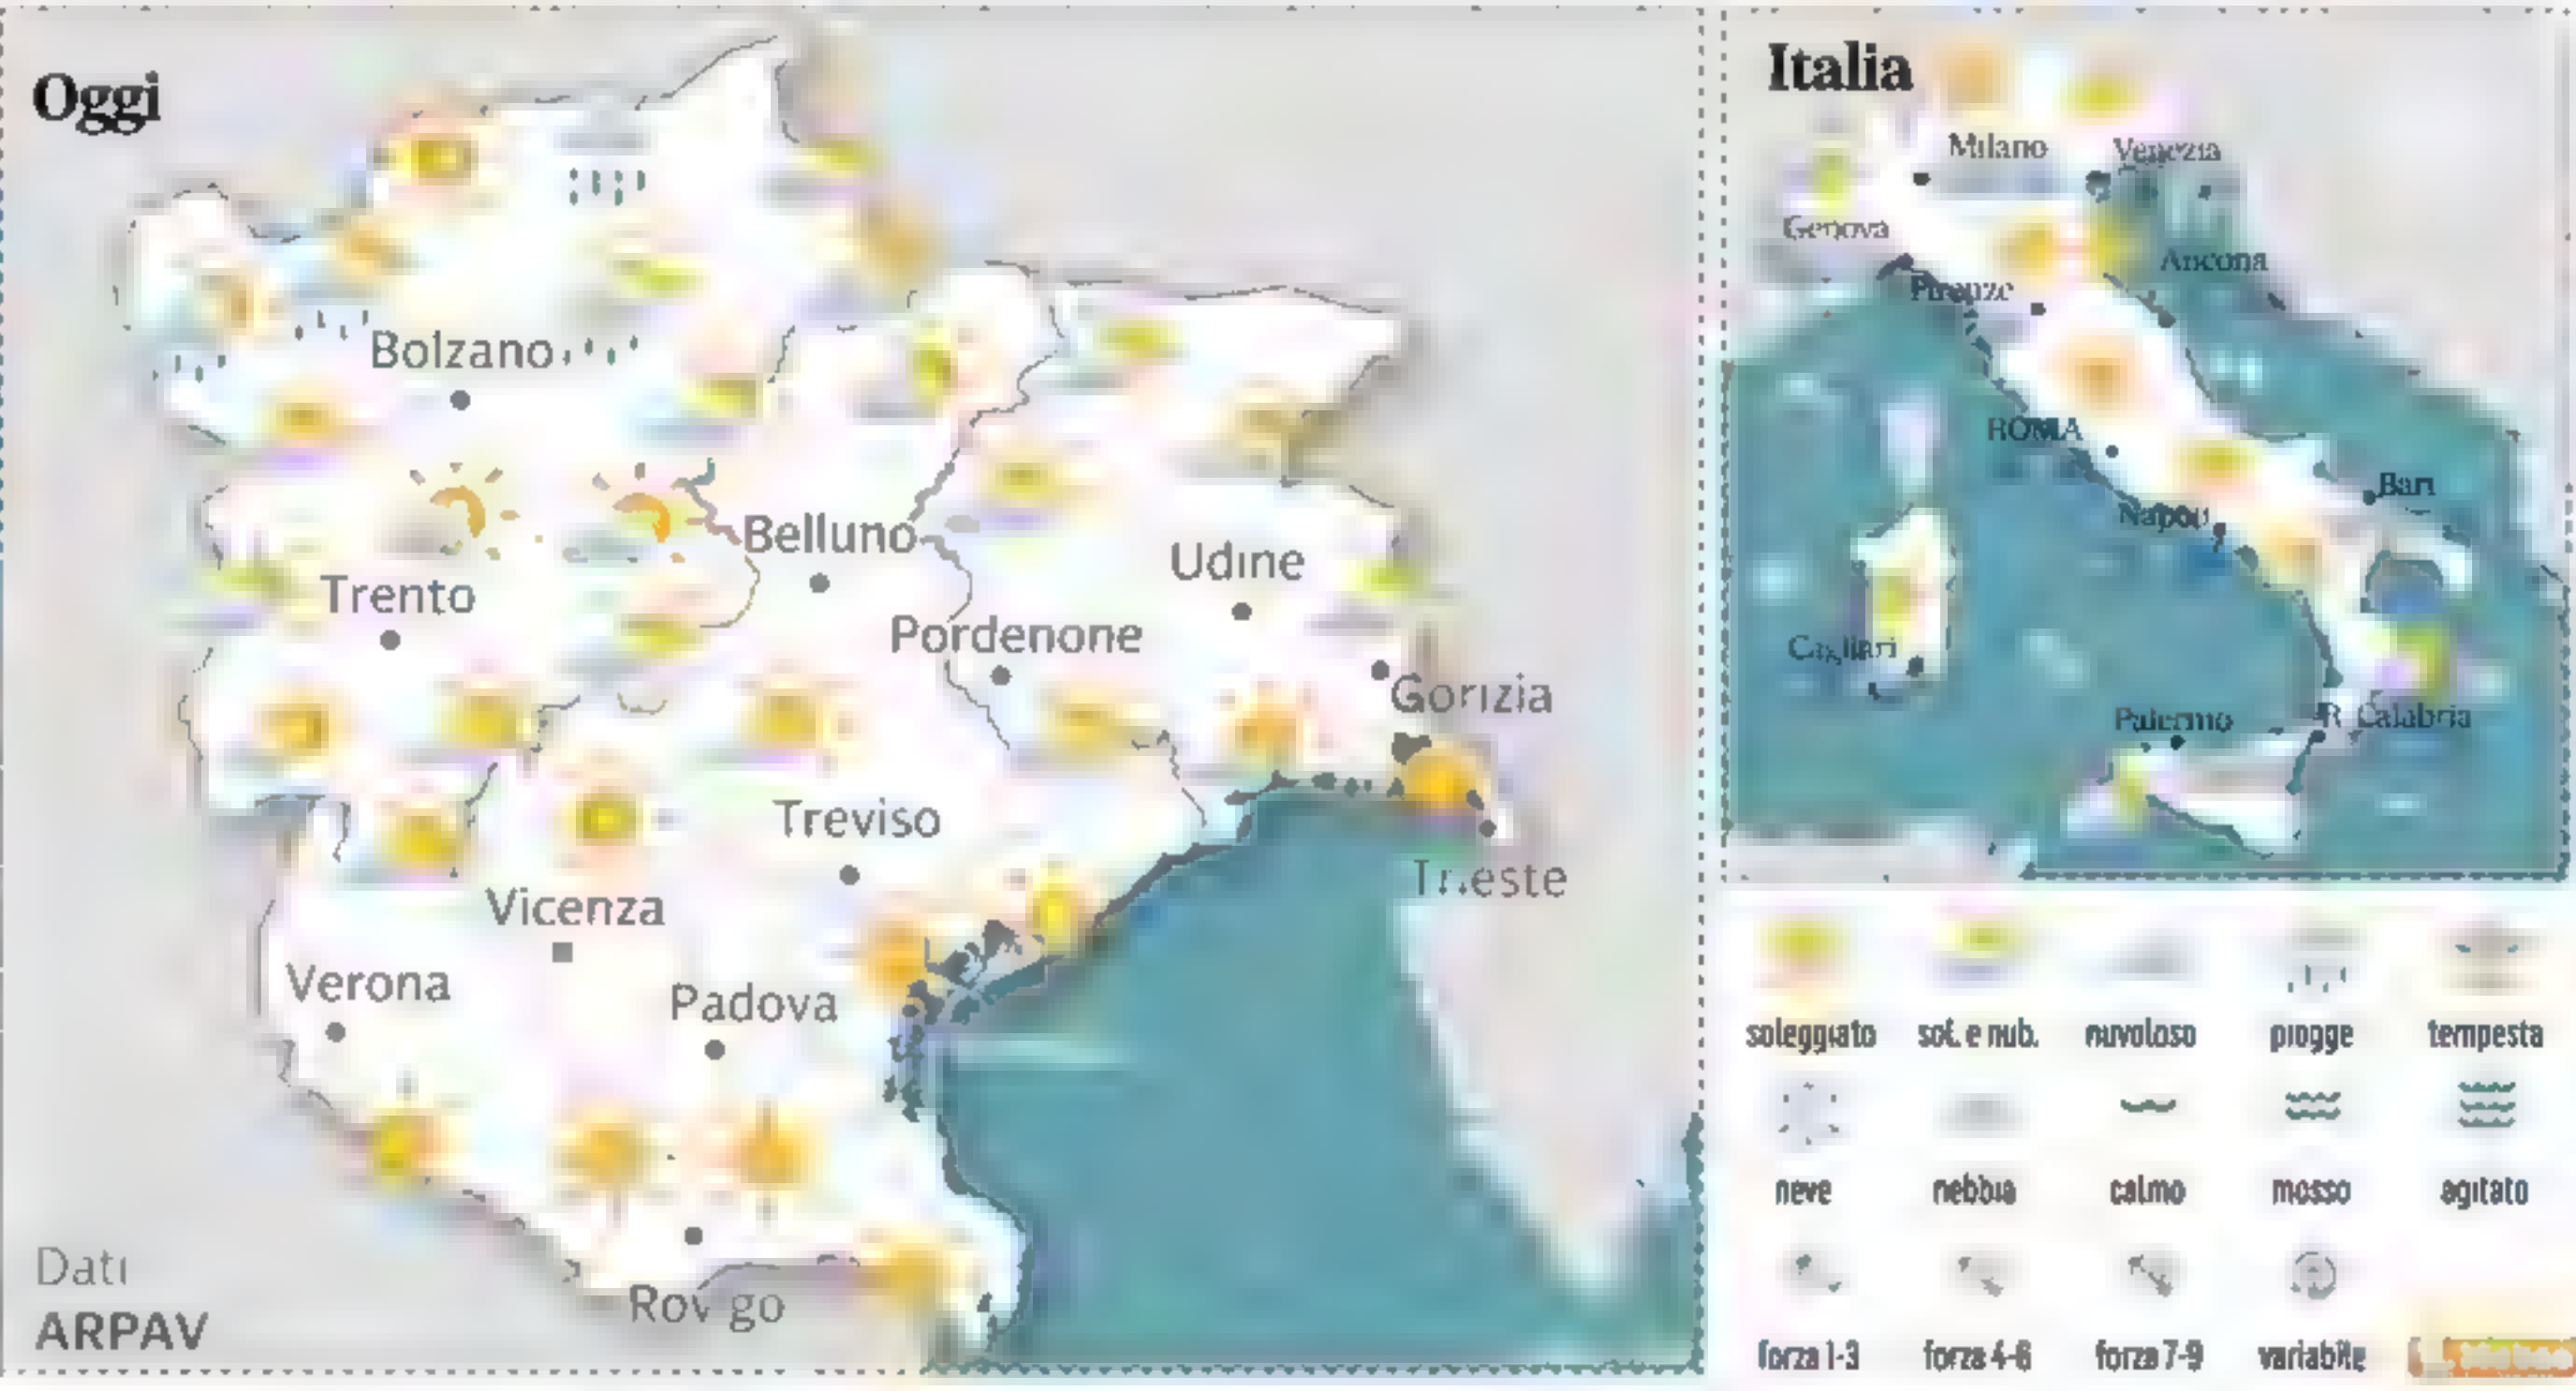 Oggi
Bolzano
Belluno
Trento
Udine
Pordenone
Gorizia
Treviso
Trieste
Vicenza
Verona
Padova
Rovigo
Dati
ARPAV
Italia
Milano
Venezia
Genova
Ancona
Firenze
ROMA
Bari
Napoli
Cagliari
Palermo
R. Calabria
soleggiato sol. e nub. nuvoloso piogge tempesta
neve nebbia calmo mosso agitato
forza 1-3 forza 4-6 forza 7-9 variabile